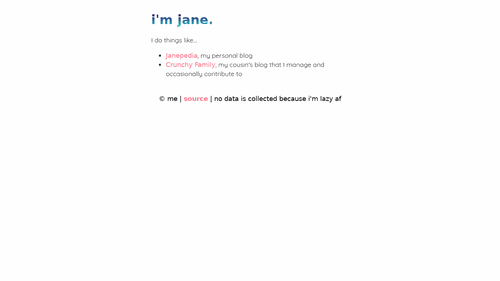 i'm jane.
I do things like...
Janepedia, my personal blog
Crunchy Family, my cousin's blog that I manage and
occasionally contribute to
© me | source | no data is collected because i'm lazy af